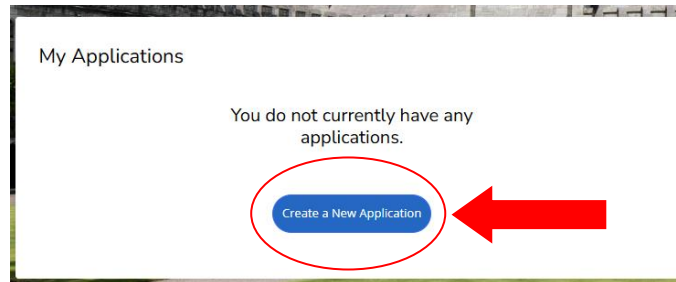 My Applications
You do not currently have any
applications.
Create a New Application